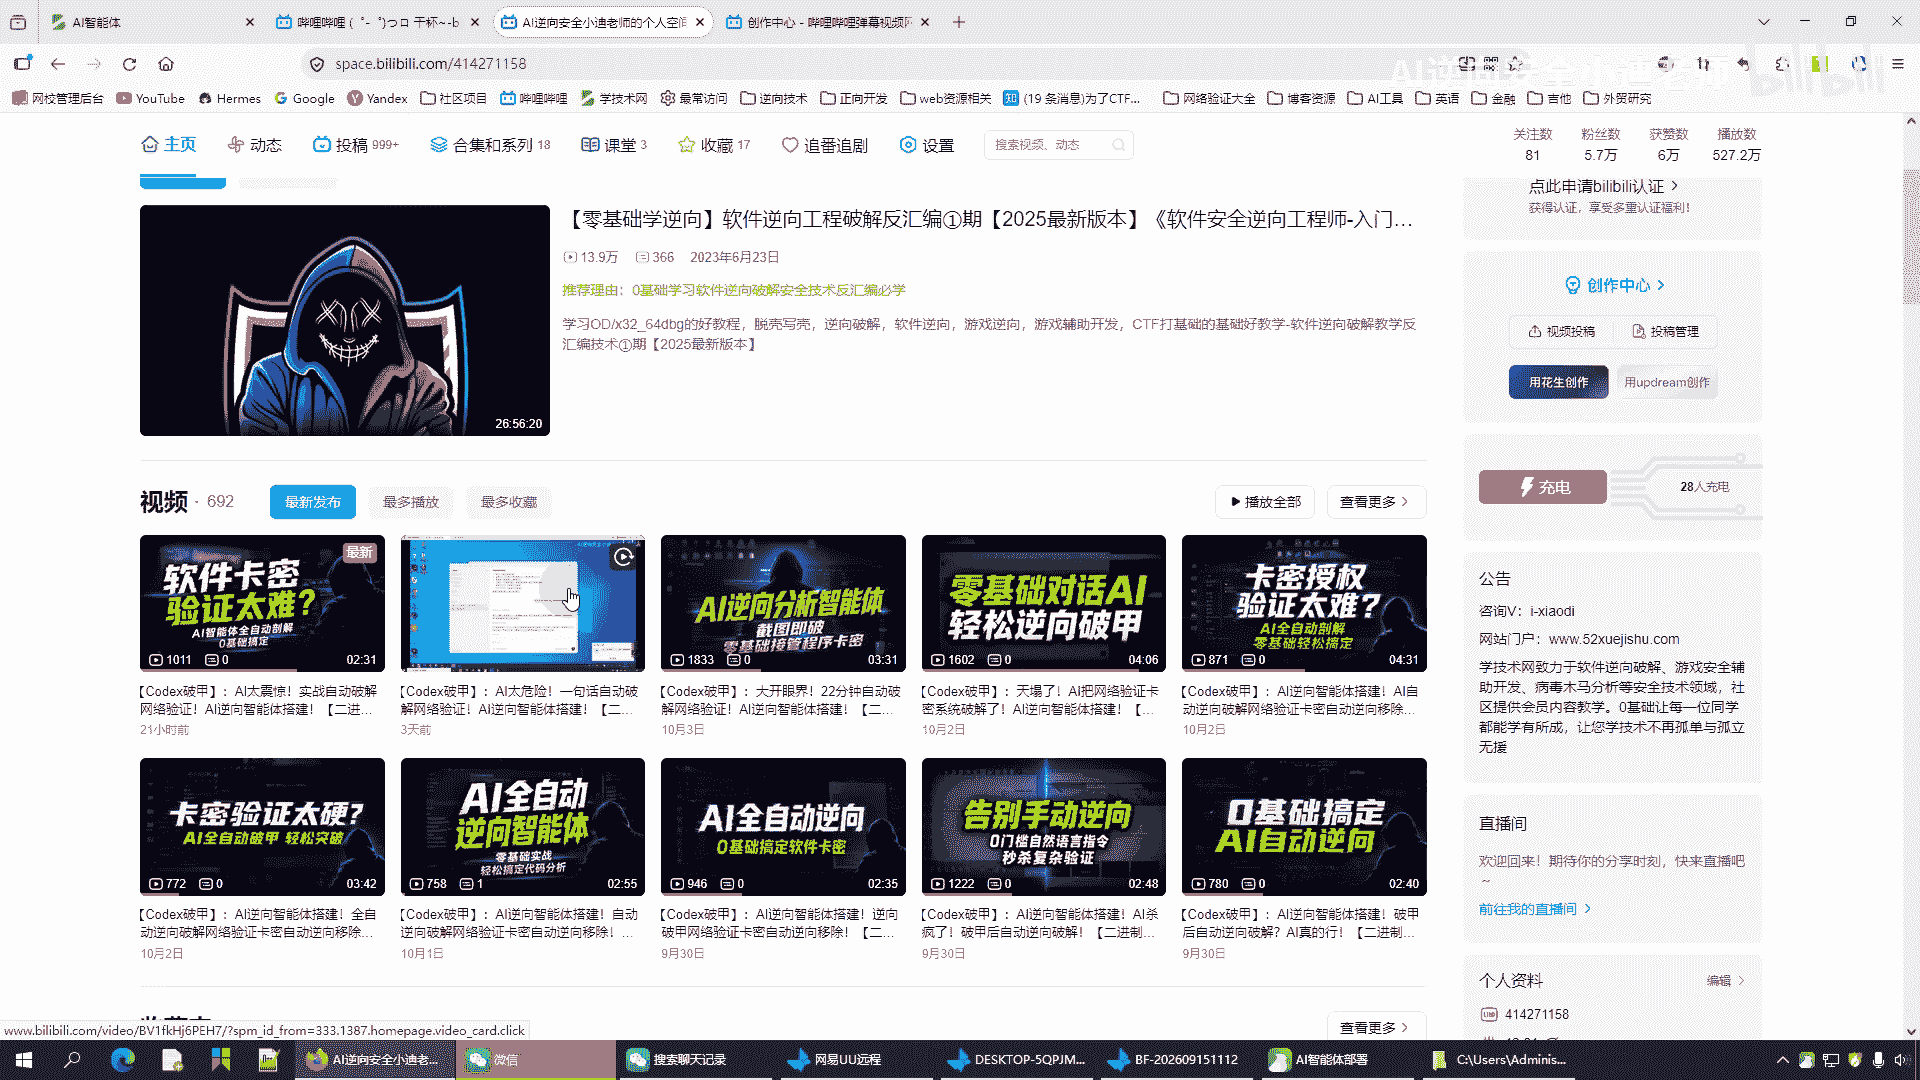 AI智能体
哔哩哔哩 (゜-゜)つロ 干杯~-b
AI逆向安全小迪老师的个人空间
创作中心 - 哔哩哔哩弹幕视频网
space.bilibili.com/414271158
AI逆向安全小迪老师 bilibili
网校管理后台
YouTube
Hermes
Google
Yandex
社区项目
哔哩哔哩
学技术网
最常访问
逆向技术
正向开发
web资源相关
(19 条消息)为了CTF...
网络验证大全
博客资源
AI工具
英语
金融
吉他
外贸研究
主页
动态
投稿 999+
合集和系列 18
课堂 3
收藏 17
追番追剧
设置
搜索视频、动态
关注数
粉丝数
获赞数
播放数
81
5.7万
6万
527.2万
【零基础学逆向】软件逆向工程破解反汇编①期【2025最新版本】《软件安全逆向工程师-入门...
13.9万
366
2023年6月23日
推荐理由：0基础学习软件逆向破解安全技术反汇编必学
学习OD/x32_64dbg的好教程，脱壳写壳，逆向破解，软件逆向，游戏逆向，游戏辅助开发，CTF打基础的基础好教学-软件逆向破解教学反
汇编技术①期【2025最新版本】
26:56:20
点此申请bilibili认证
获得认证，享受多重认证福利！
创作中心
视频投稿
投稿管理
用花生创作
用updream创作
充电
28人充电
视频 · 692
最新发布
最多播放
最多收藏
播放全部
查看更多
最新
软件卡密
验证太难?
AI智能体全自动剖解
0基础搞定
1011
0
02:31
【Codex破甲】：AI太震惊！实战自动破解
网络验证！AI逆向智能体搭建！【二进...
21小时前
【Codex破甲】：AI太危险！一句话自动破
解网络验证！AI逆向智能体搭建！【二...
3天前
AI逆向分析智能体
截图即破
零基础接管程序卡密
1833
0
03:31
【Codex破甲】：大开眼界！22分钟自动破
解网络验证！AI逆向智能体搭建！【二...
10月3日
零基础对话AI
轻松逆向破甲
1602
0
04:06
【Codex破甲】：天塌了！AI把网络验证卡
密系统破解了！AI逆向智能体搭建！【...
10月2日
卡密授权
验证太难?
AI全自动剖解
零基础轻松搞定
871
0
04:31
【Codex破甲】：AI逆向智能体搭建！AI自
动逆向破解网络验证卡密自动逆向移除...
10月2日
卡密验证太硬?
AI全自动破甲 轻松突破
772
0
03:42
【Codex破甲】：AI逆向智能体搭建！全自
动逆向破解网络验证卡密自动逆向移除...
10月2日
AI全自动
逆向智能体
零基础实战
轻松搞定代码分析
758
1
02:55
【Codex破甲】：AI逆向智能体搭建！自动
逆向破解网络验证卡密自动逆向移除！...
10月1日
AI全自动逆向
0基础搞定软件卡密
946
0
02:35
【Codex破甲】：AI逆向智能体搭建！逆向
破甲网络验证卡密自动逆向移除！【二...
9月30日
告别手动逆向
0门槛自然语言指令
秒杀复杂验证
1222
0
02:48
【Codex破甲】：AI逆向智能体搭建！AI杀
疯了！破甲后自动逆向破解！【二进制...
9月30日
0基础搞定
AI自动逆向
780
0
02:40
【Codex破甲】：AI逆向智能体搭建！破甲
后自动逆向破解？AI真的行！【二进制...
9月30日
公告
咨询V：i-xiaodi
网站门户：www.52xuejishu.com
学技术网致力于软件逆向破解、游戏安全辅
助开发、病毒木马分析等安全技术领域，社
区提供会员内容教学。0基础让每一位同学
都能学有所成，让您学技术不再孤单与孤立
无援
直播间
欢迎回来！期待你的分享时刻，快来直播吧
~
前往我的直播间
个人资料
编辑
414271158
查看更多
www.bilibili.com/video/BV1fkHj6PEH7/?spm_id_from=333.1387.homepage.video_card.click
AI逆向安全小迪老...
微信
搜索聊天记录
网易UU远程
DESKTOP-5QPJM...
BF-202609151112
AI智能体部署
C:\Users\Adminis...